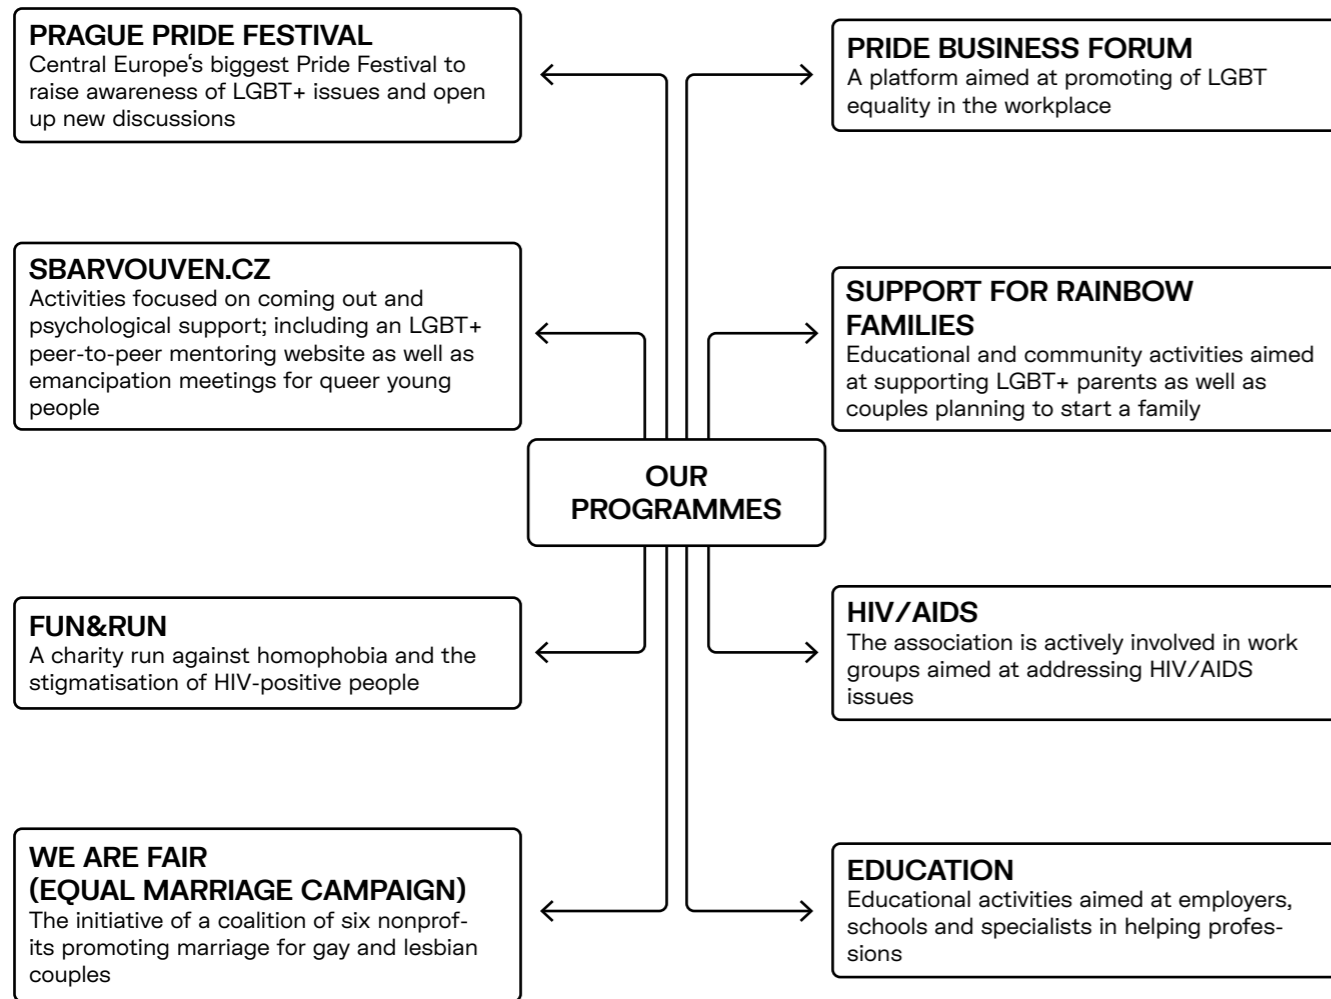 PRAGUE PRIDE FESTIVAL
Central Europe‘s biggest Pride Festival to
raise awareness of LGBT+ issues and open
up new discussions
PRIDE BUSINESS FORUM
A platform aimed at promoting of LGBT
equality in the workplace
SBARVOUVEN.CZ
Activities focused on coming out and
psychological support; including an LGBT+
peer-to-peer mentoring website as well as
emancipation meetings for queer young
people
SUPPORT FOR RAINBOW
FAMILIES
Educational and community activities aimed
at supporting LGBT+ parents as well as
couples planning to start a family
OUR
PROGRAMMES
FUN&RUN
A charity run against homophobia and the
stigmatisation of HIV-positive people
HIV/AIDS
The association is actively involved in work
groups aimed at addressing HIV/AIDS
issues
WE ARE FAIR
(EQUAL MARRIAGE CAMPAIGN)
The initiative of a coalition of six nonprof-
its promoting marriage for gay and lesbian
couples
EDUCATION
Educational activities aimed at employers,
schools and specialists in helping profes-
sions